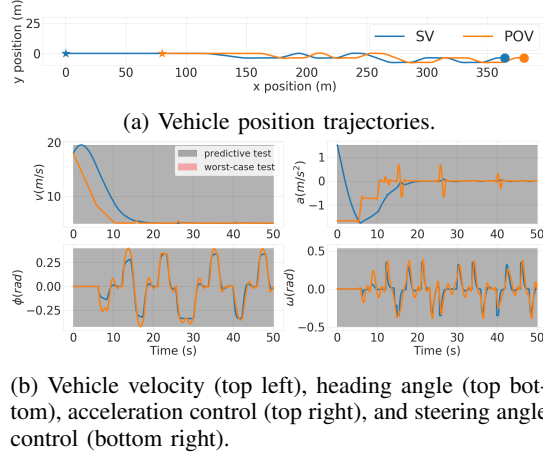 SV POV
y position (m)
25
0
0 50 100 150 200 250 300 350
x position (m)
(a) Vehicle position trajectories.
v(m/s)
20
10
predictive test
worst-case test
0 10 20 30 40 50
a(m/s²)
1
0
−1
0 10 20 30 40 50
ϕ(rad)
0.25
0.00
−0.25
0 10 20 30 40 50
Time (s)
ω(rad)
0.5
0.0
−0.5
0 10 20 30 40 50
Time (s)
(b) Vehicle velocity (top left), heading angle (top bot-
tom), acceleration control (top right), and steering angle
control (bottom right).